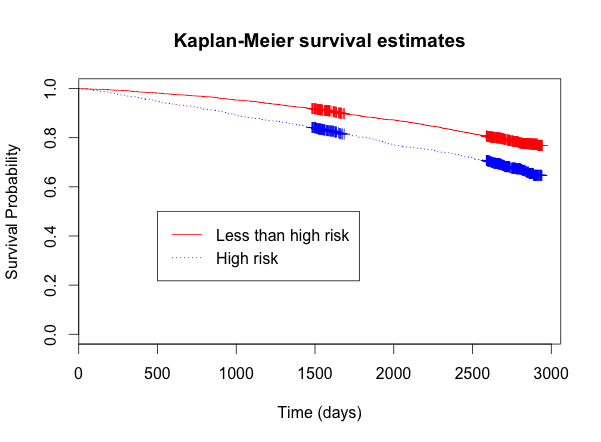 Kaplan-Meier survival estimates
Survival Probability
1.0
0.8
0.6
0.4
0.2
0.0
Less than high risk
High risk
0 500 1000 1500 2000 2500 3000
Time (days)